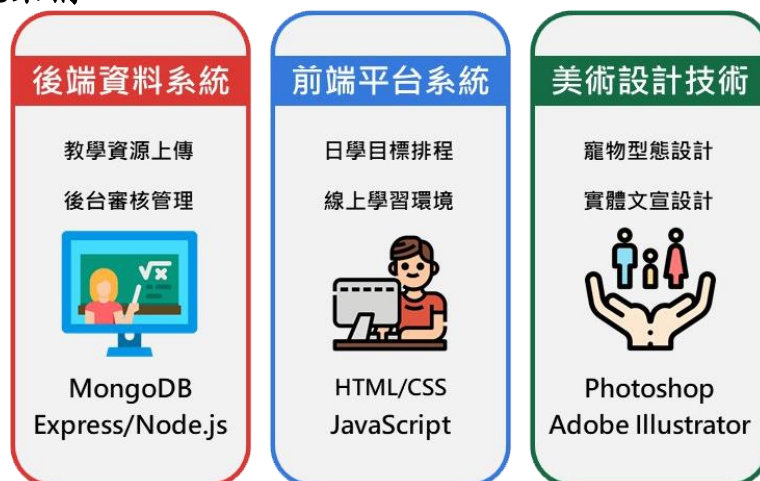 後端資料系統
教學資源上傳
後台審核管理
√x
MongoDB
Express/Node.js
前端平台系統
日學目標排程
線上學習環境
HTML/CSS
JavaScript
美術設計技術
寵物型態設計
實體文宣設計
Photoshop
Adobe Illustrator